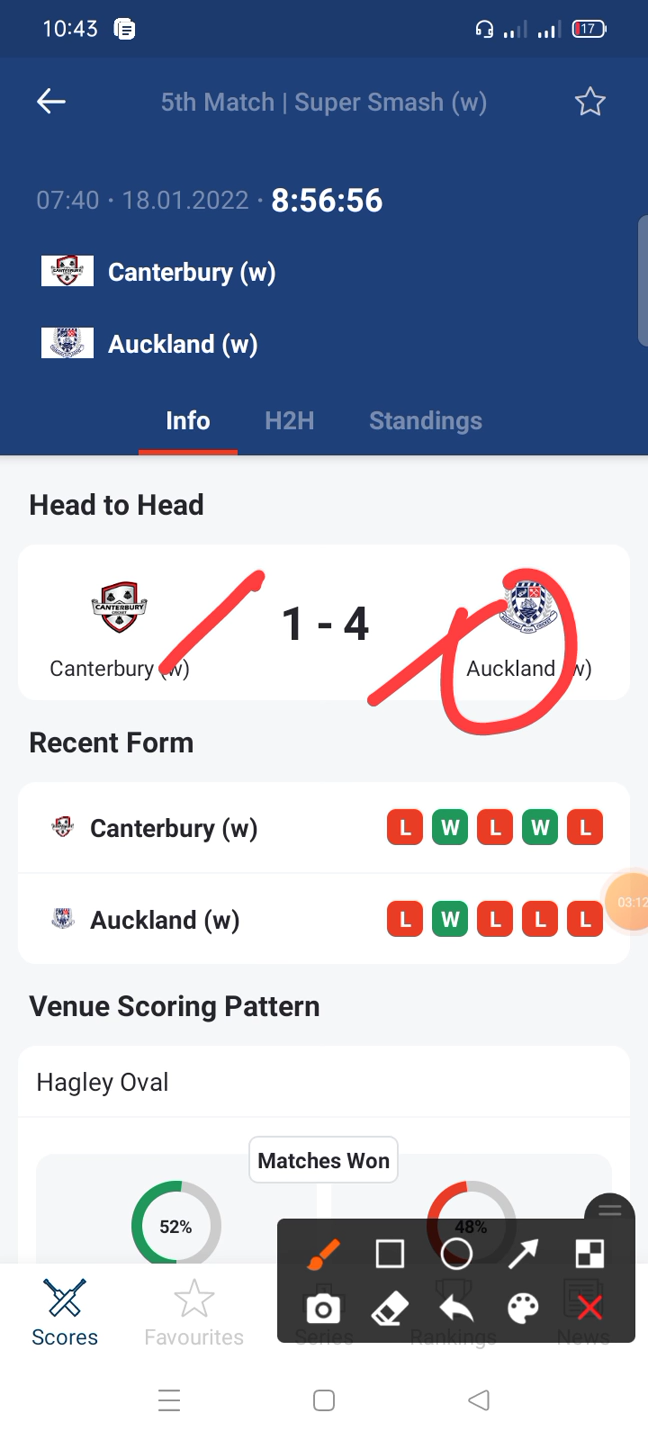 10:43
17
5th Match | Super Smash (w)
07:40 · 18.01.2022 · 8:56:56
Canterbury (w)
Auckland (w)
Info H2H Standings
Head to Head
CANTERBURY
1 - 4
Canterbury (w) Auckland (w)
Recent Form
Canterbury (w) L W L W L
03:12
Auckland (w) L W L L L
Venue Scoring Pattern
Hagley Oval
Matches Won
52% 48%
Scores Favourites Series Rankings News